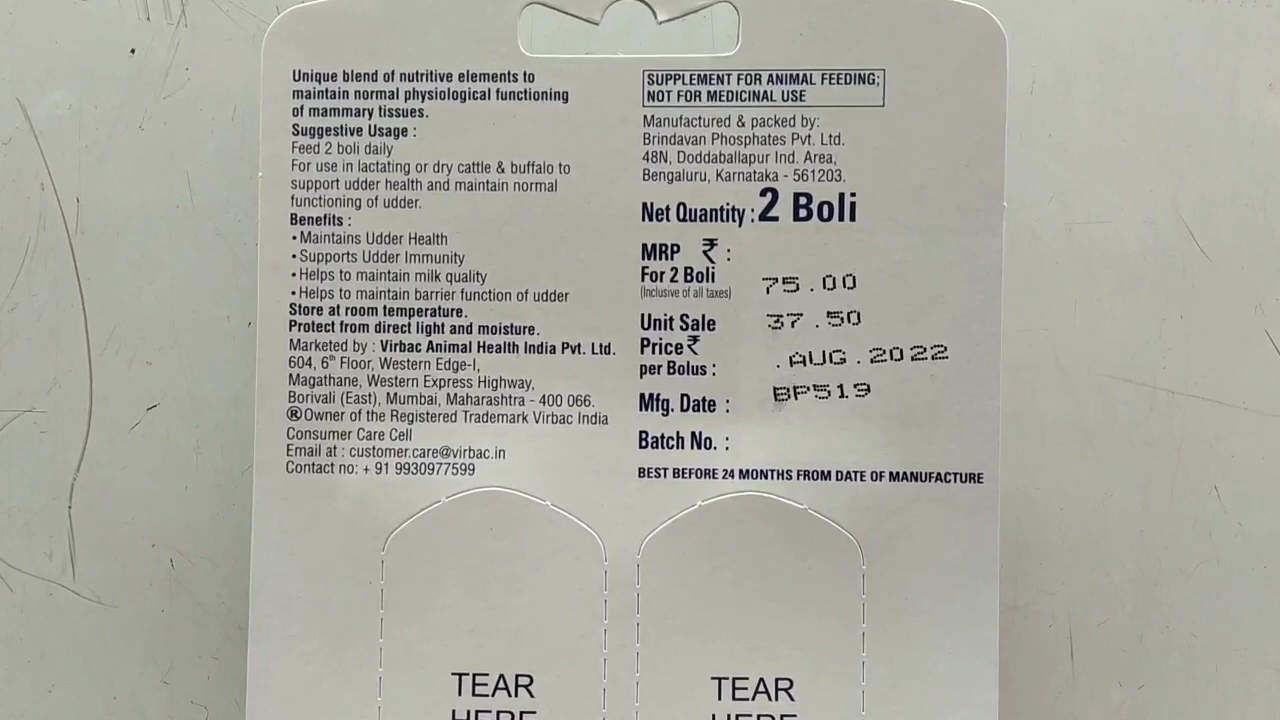 Unique blend of nutritive elements to
maintain normal physiological functioning
of mammary tissues.
Suggestive Usage :
Feed 2 boli daily
For use in lactating or dry cattle & buffalo to
support udder health and maintain normal
functioning of udder.
Benefits :
• Maintains Udder Health
• Supports Udder Immunity
• Helps to maintain milk quality
• Helps to maintain barrier function of udder
Store at room temperature.
Protect from direct light and moisture.
Marketed by : Virbac Animal Health India Pvt. Ltd.
604, 6th Floor, Western Edge-I,
Magathane, Western Express Highway,
Borivali (East), Mumbai, Maharashtra - 400 066.
®Owner of the Registered Trademark Virbac India
Consumer Care Cell
Email at : customer.care@virbac.in
Contact no: + 91 9930977599
SUPPLEMENT FOR ANIMAL FEEDING;
NOT FOR MEDICINAL USE
Manufactured & packed by:
Brindavan Phosphates Pvt. Ltd.
48N, Doddaballapur Ind. Area,
Bengaluru, Karnataka - 561203.
Net Quantity : 2 Boli
MRP ₹ :
For 2 Boli 75.00
(Inclusive of all taxes)
Unit Sale 37.50
Price ₹
per Bolus : .AUG.2022
Mfg. Date : BP519
Batch No. :
BEST BEFORE 24 MONTHS FROM DATE OF MANUFACTURE
TEAR
HERE
TEAR
HERE